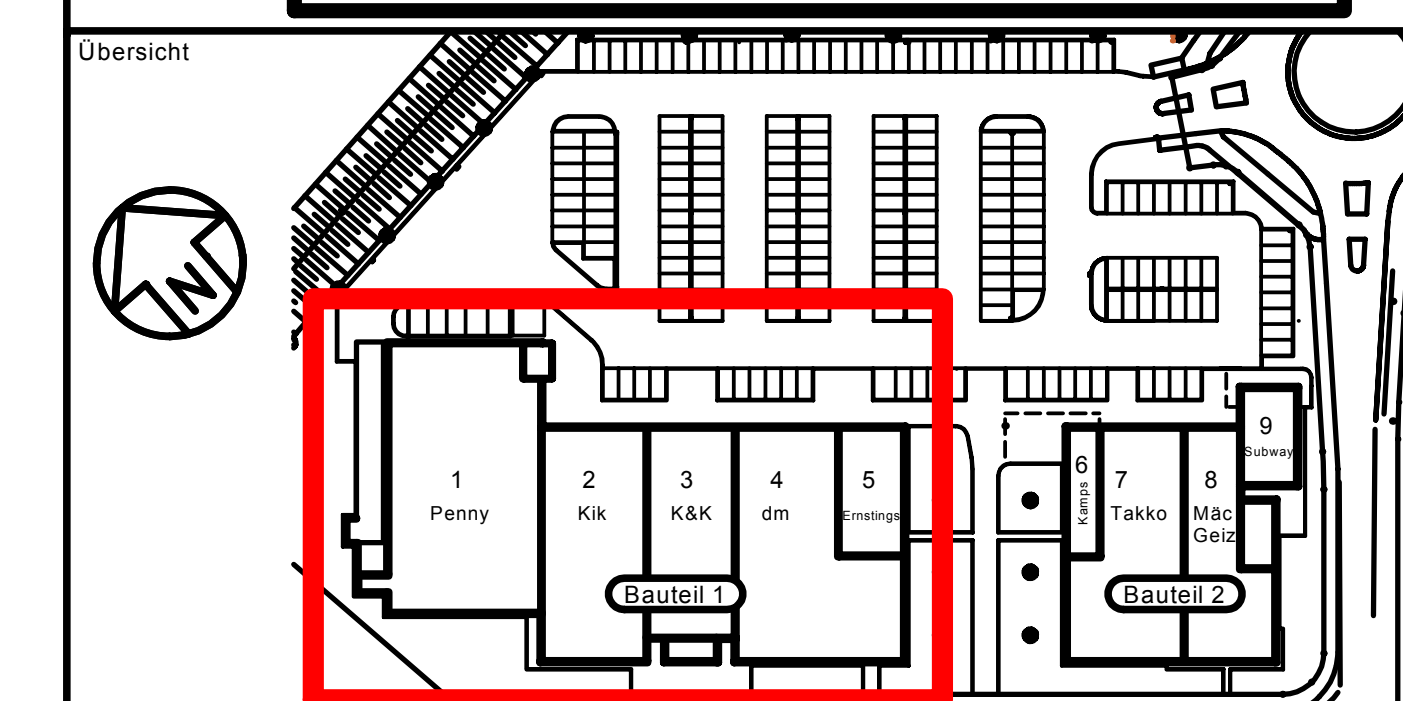 Übersicht
N
1
Penny
2
Kik
3
K&K
4
dm
5
Ernstings
Bauteil 1
6
Kamps
7
Takko
8
Mäc
Geiz
9
Subway
Bauteil 2